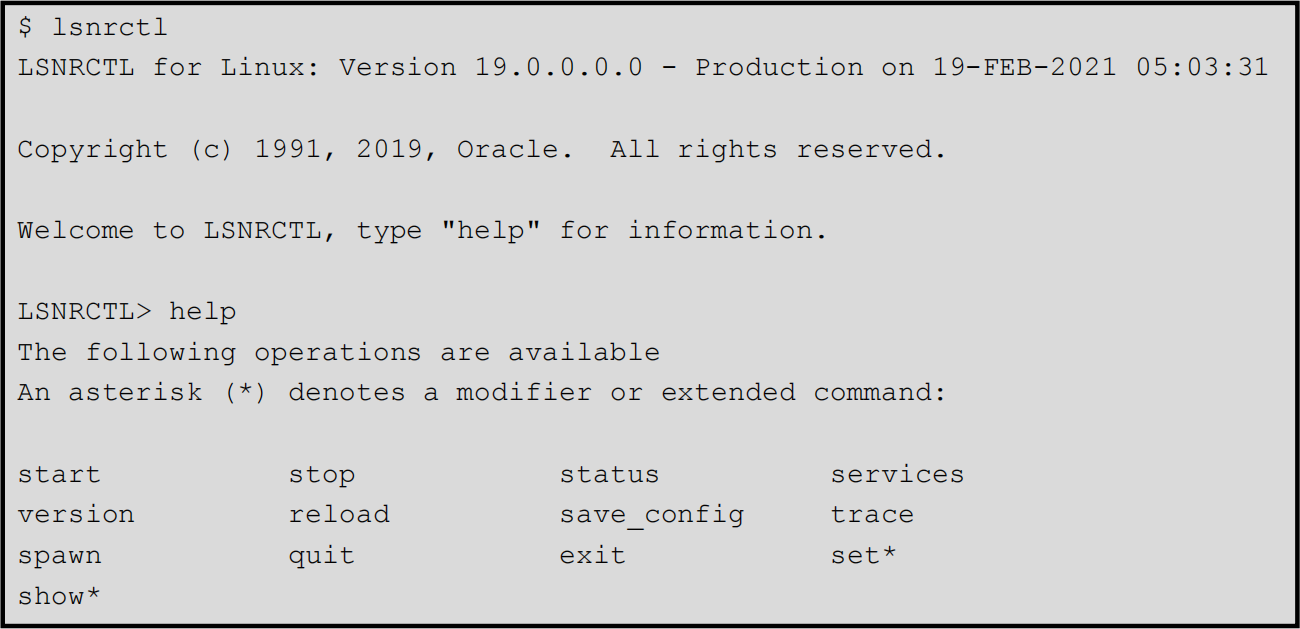 $ lsnrctl
LSNRCTL for Linux: Version 19.0.0.0.0 - Production on 19-FEB-2021 05:03:31
Copyright (c) 1991, 2019, Oracle.  All rights reserved.
Welcome to LSNRCTL, type "help" for information.
LSNRCTL> help
The following operations are available
An asterisk (*) denotes a modifier or extended command:
start           stop            status          services
version         reload          save_config     trace
spawn           quit            exit            set*
show*